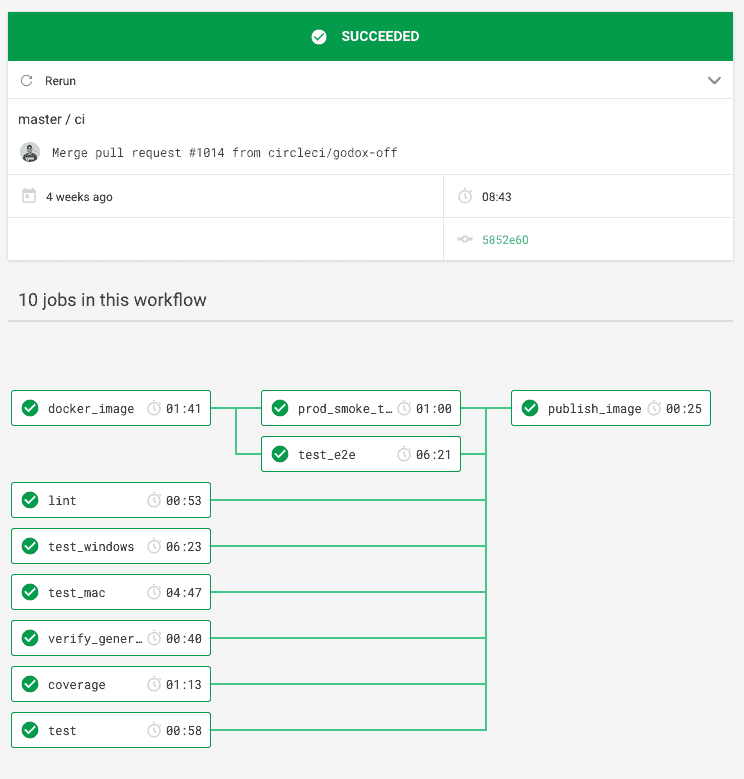 SUCCEEDED
Rerun
master / ci
Merge pull request #1014 from circleci/godox-off
4 weeks ago
08:43
5852e60
10 jobs in this workflow
docker_image 01:41
prod_smoke_t… 01:00
publish_image 00:25
test_e2e 06:21
lint 00:53
test_windows 06:23
test_mac 04:47
verify_gener… 00:40
coverage 01:13
test 00:58